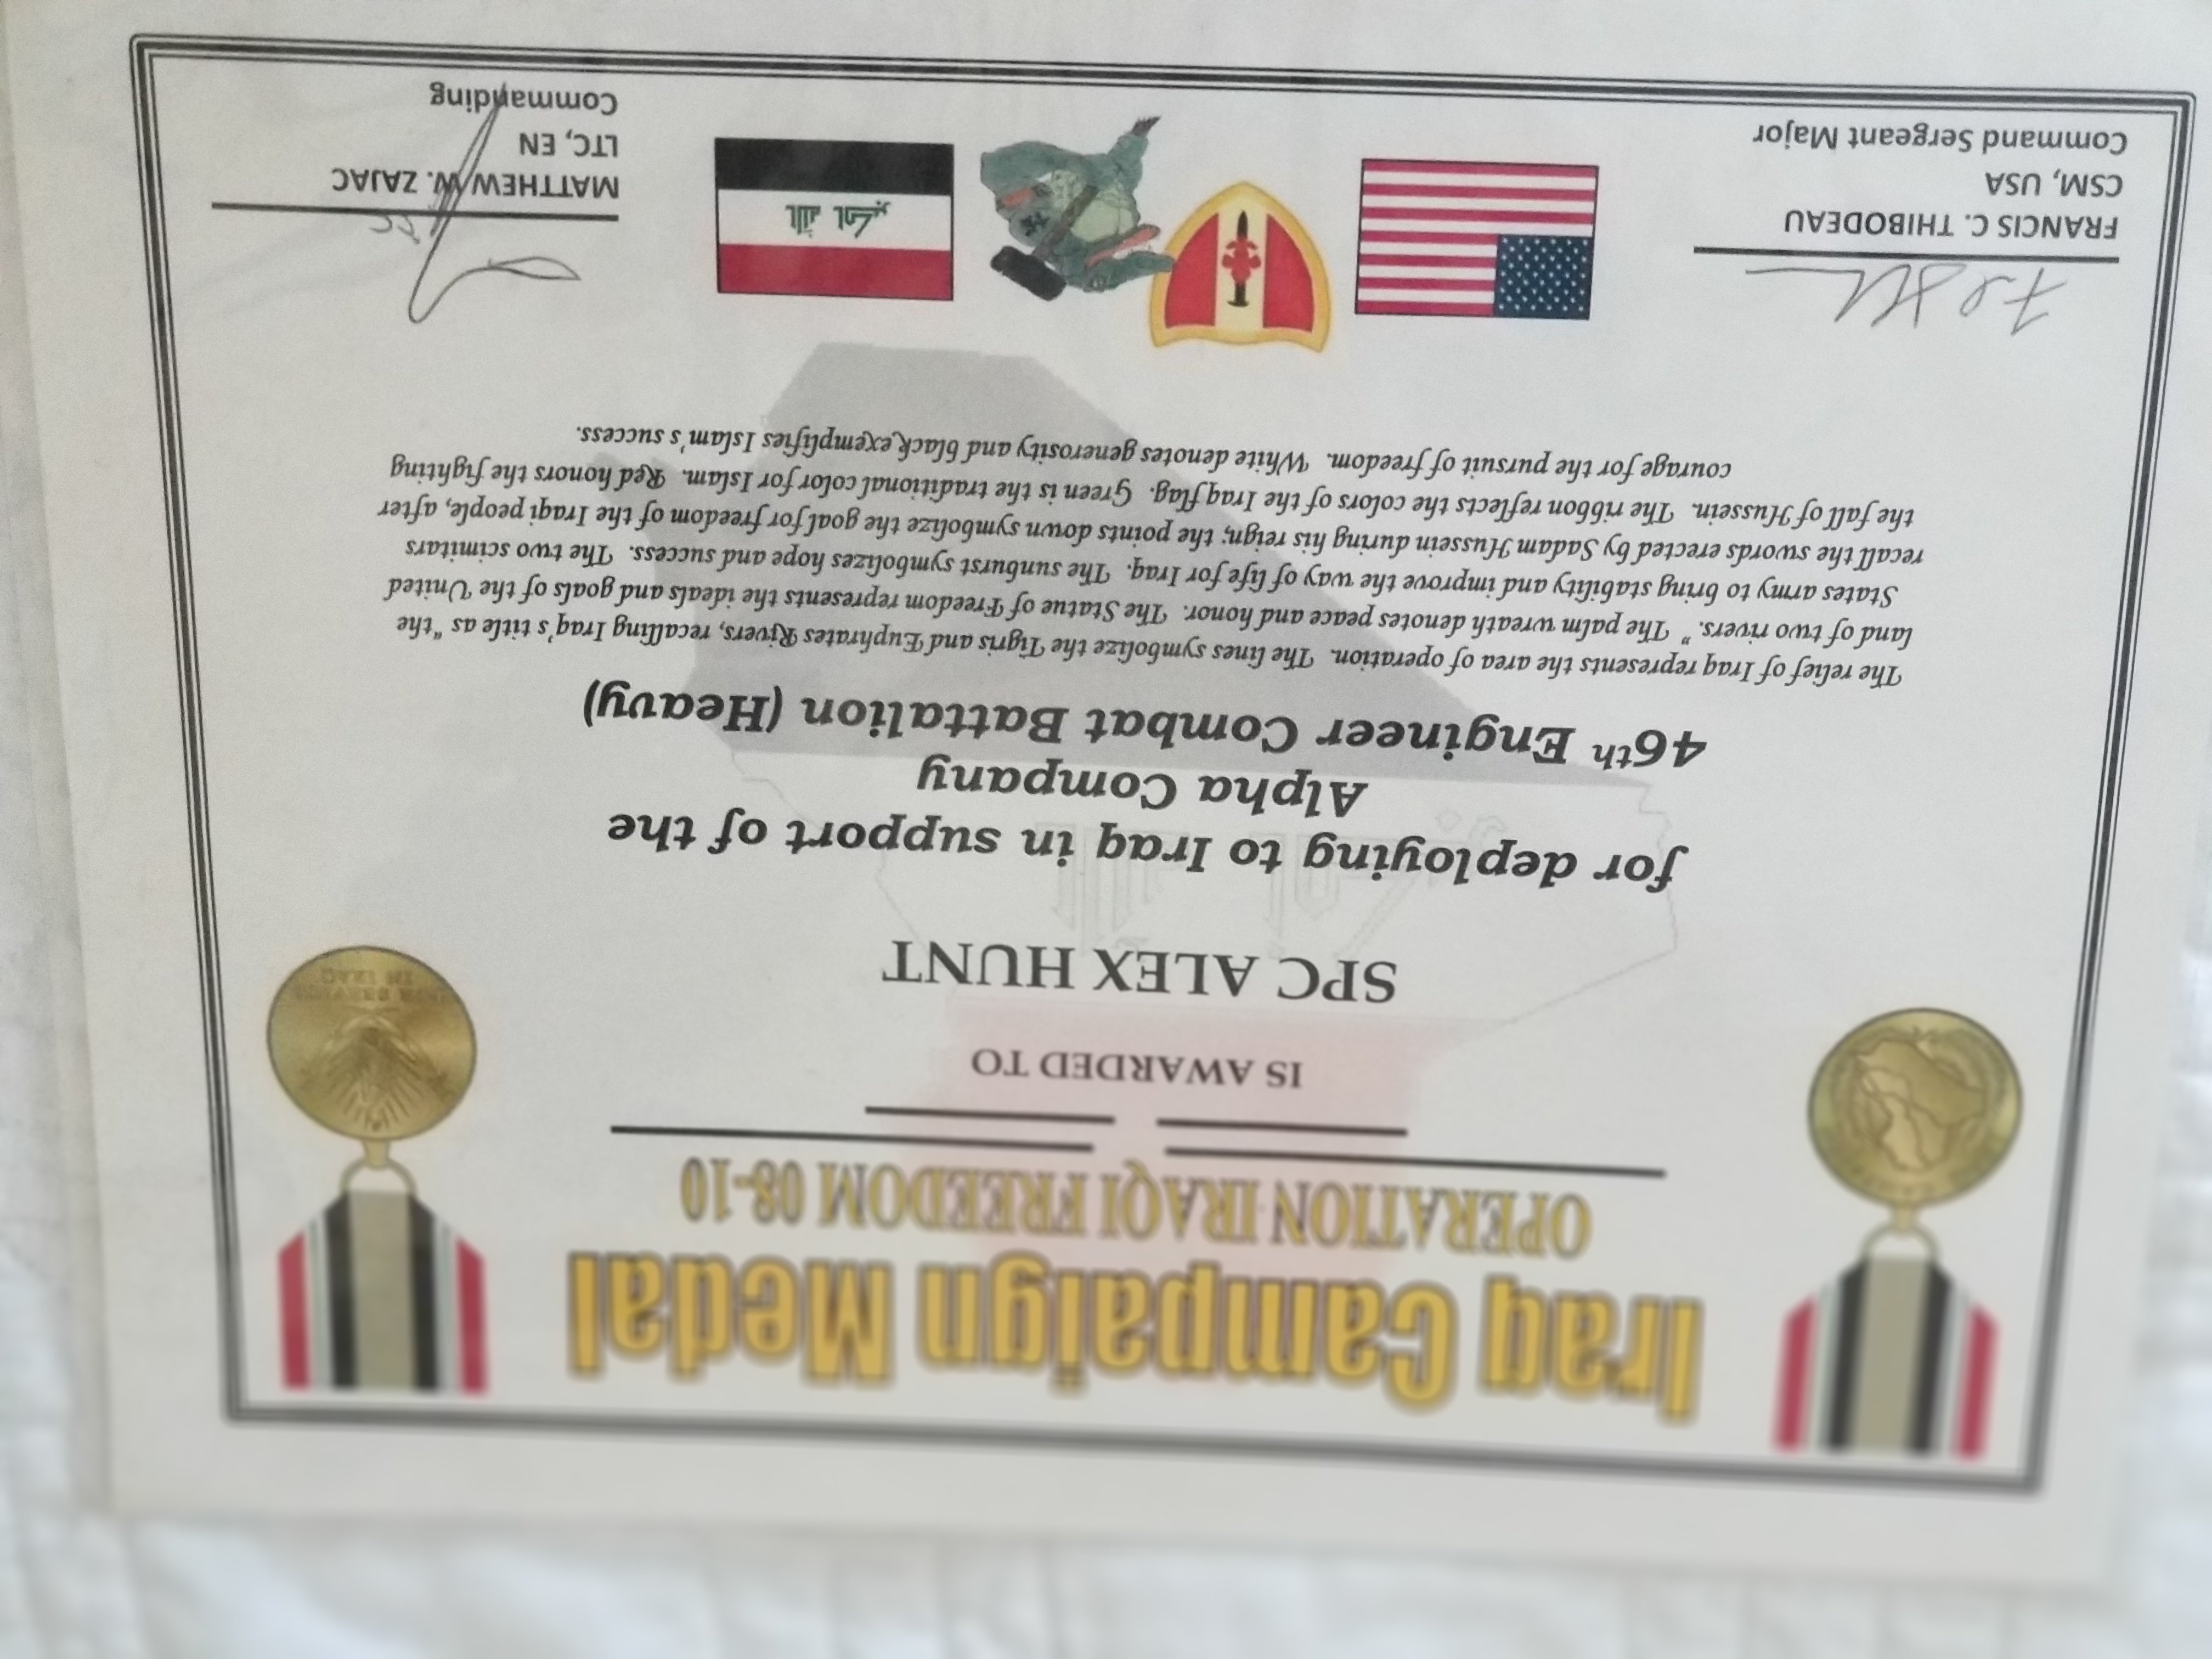 Iraq Campaign Medal
OPERATION IRAQI FREEDOM 08-10
IS AWARDED TO
SPC ALEX HUNT
FOR SERVICE
IN IRAQ
for deploying to Iraq in support of the
Alpha Company
46th Engineer Combat Battalion (Heavy)
The relief of Iraq represents the area of operation. The lines symbolize the Tigris and Euphrates Rivers, recalling Iraq's title as "the
land of two rivers." The palm wreath denotes peace and honor. The Statue of Freedom represents the ideals and goals of the United
States army to bring stability and improve the way of life for Iraq. The sunburst symbolizes hope and success. The two scimitars
recall the swords erected by Sadam Hussein during his reign; the points down symbolize the goal for freedom of the Iraqi people, after
the fall of Hussein. The ribbon reflects the colors of the Iraq flag. Green is the traditional color for Islam. Red honors the fighting
courage for the pursuit of freedom. White denotes generosity and black exemplifies Islam's success.
FRANCIS C. THIBODEAU
CSM, USA
Command Sergeant Major
الله اكبر
MATTHEW W. ZAJAC
LTC, EN
Commanding